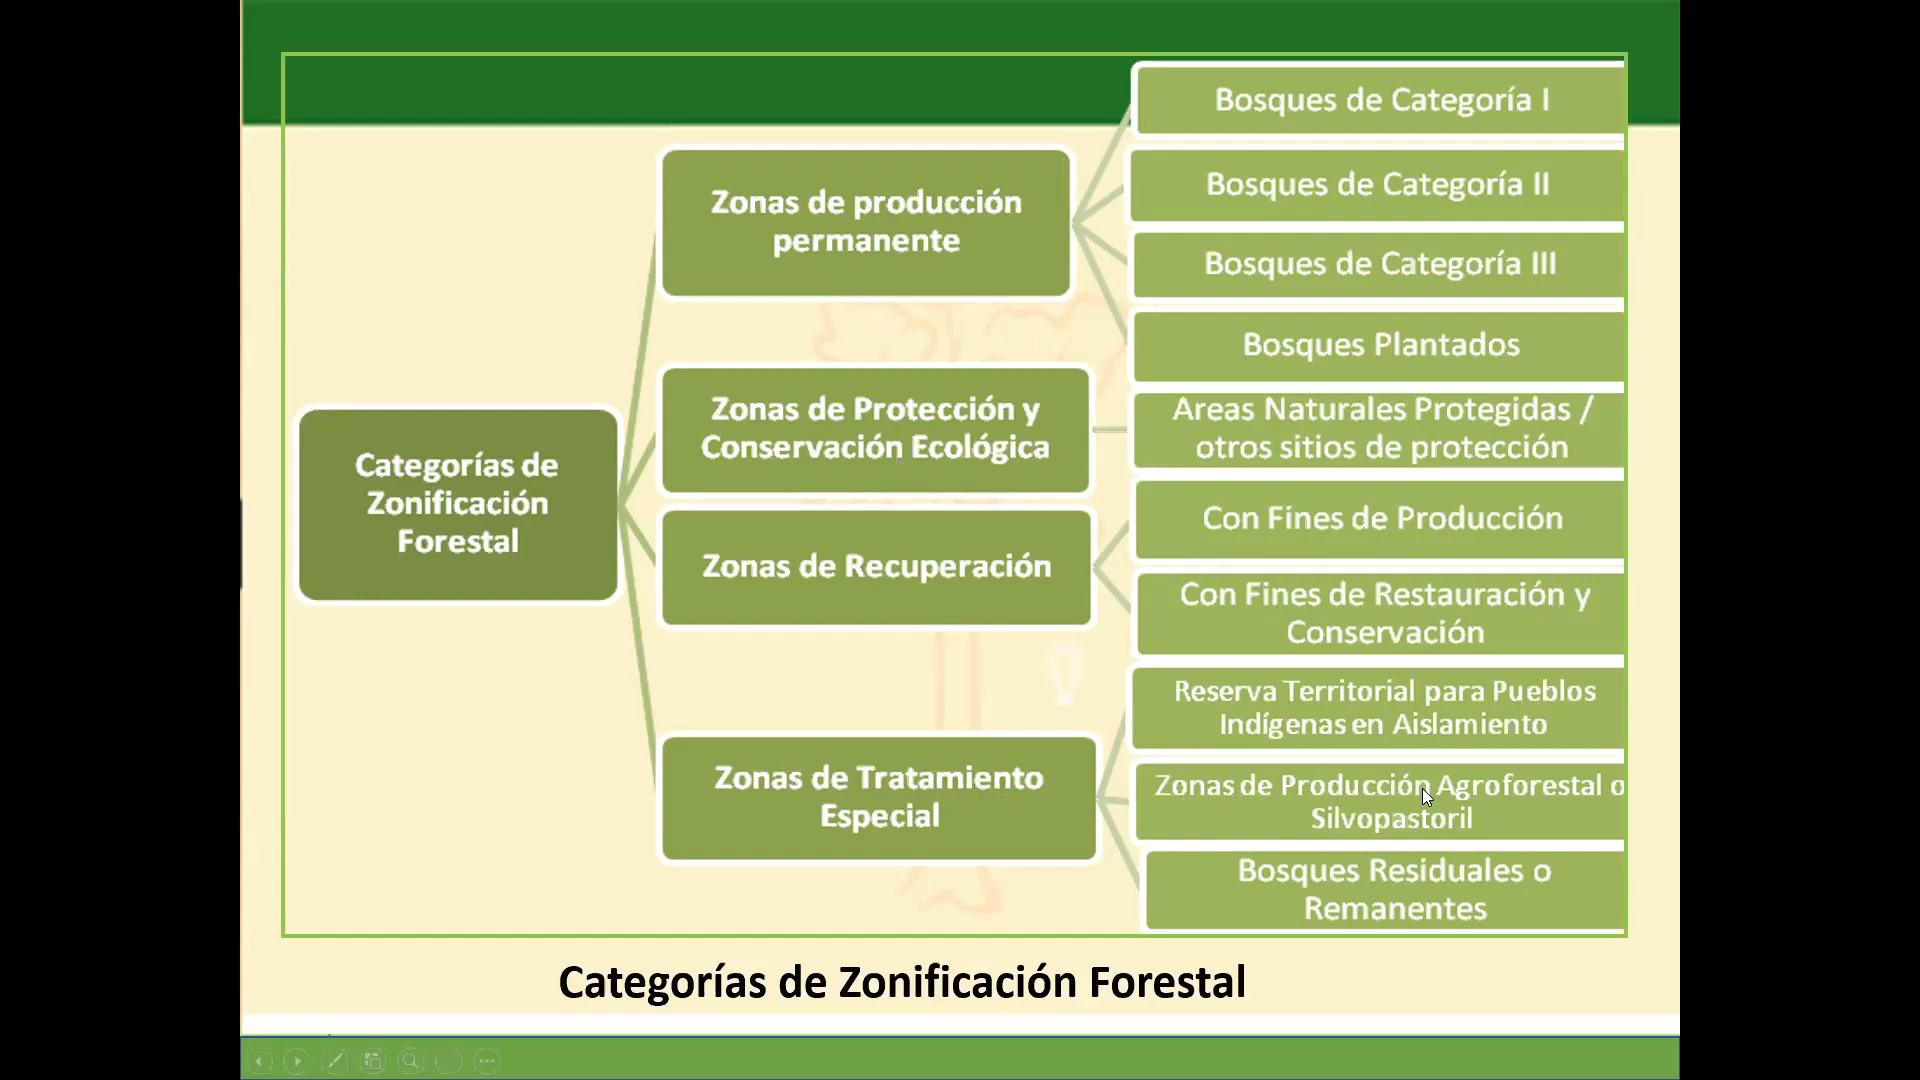 Categorías de
Zonificación
Forestal
Zonas de producción
permanente
Bosques de Categoría I
Bosques de Categoría II
Bosques de Categoría III
Bosques Plantados
Zonas de Protección y
Conservación Ecológica
Areas Naturales Protegidas /
otros sitios de protección
Zonas de Recuperación
Con Fines de Producción
Con Fines de Restauración y
Conservación
Zonas de Tratamiento
Especial
Reserva Territorial para Pueblos
Indígenas en Aislamiento
Zonas de Producción Agroforestal o
Silvopastoril
Bosques Residuales o
Remanentes
Categorías de Zonificación Forestal